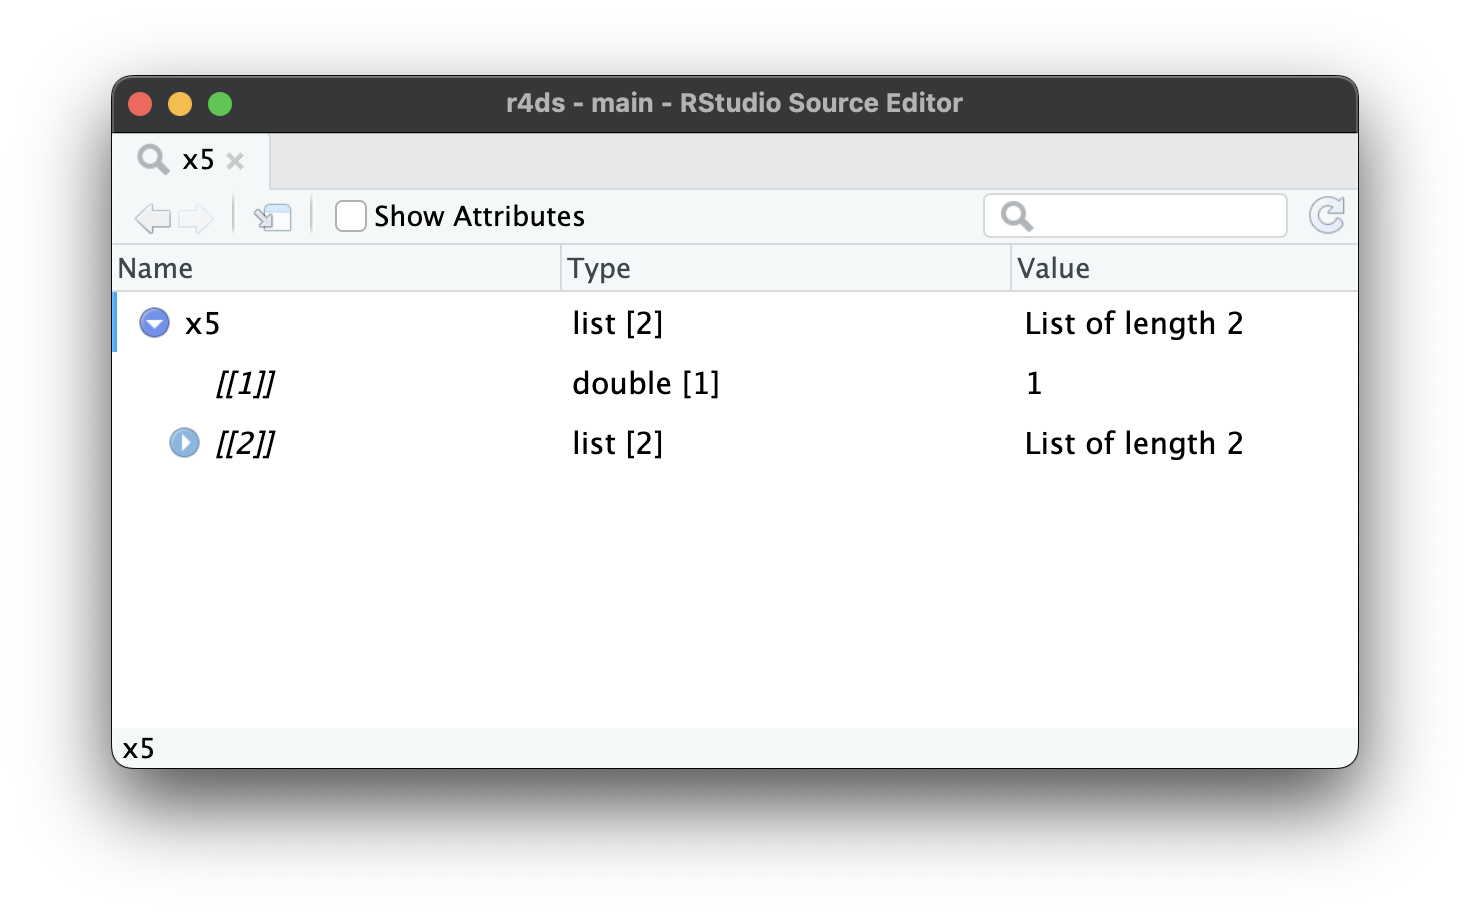 r4ds - main - RStudio Source Editor
x5
Show Attributes
Name Type Value
x5 list [2] List of length 2
[[1]] double [1] 1
[[2]] list [2] List of length 2
x5